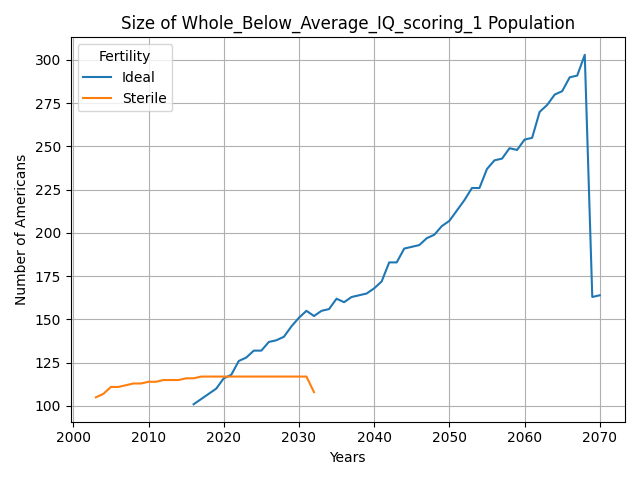 Size of Whole_Below_Average_IQ_scoring_1 Population
Fertility
Ideal
Sterile
Number of Americans
300
275
250
225
200
175
150
125
100
2000 2010 2020 2030 2040 2050 2060 2070
Years